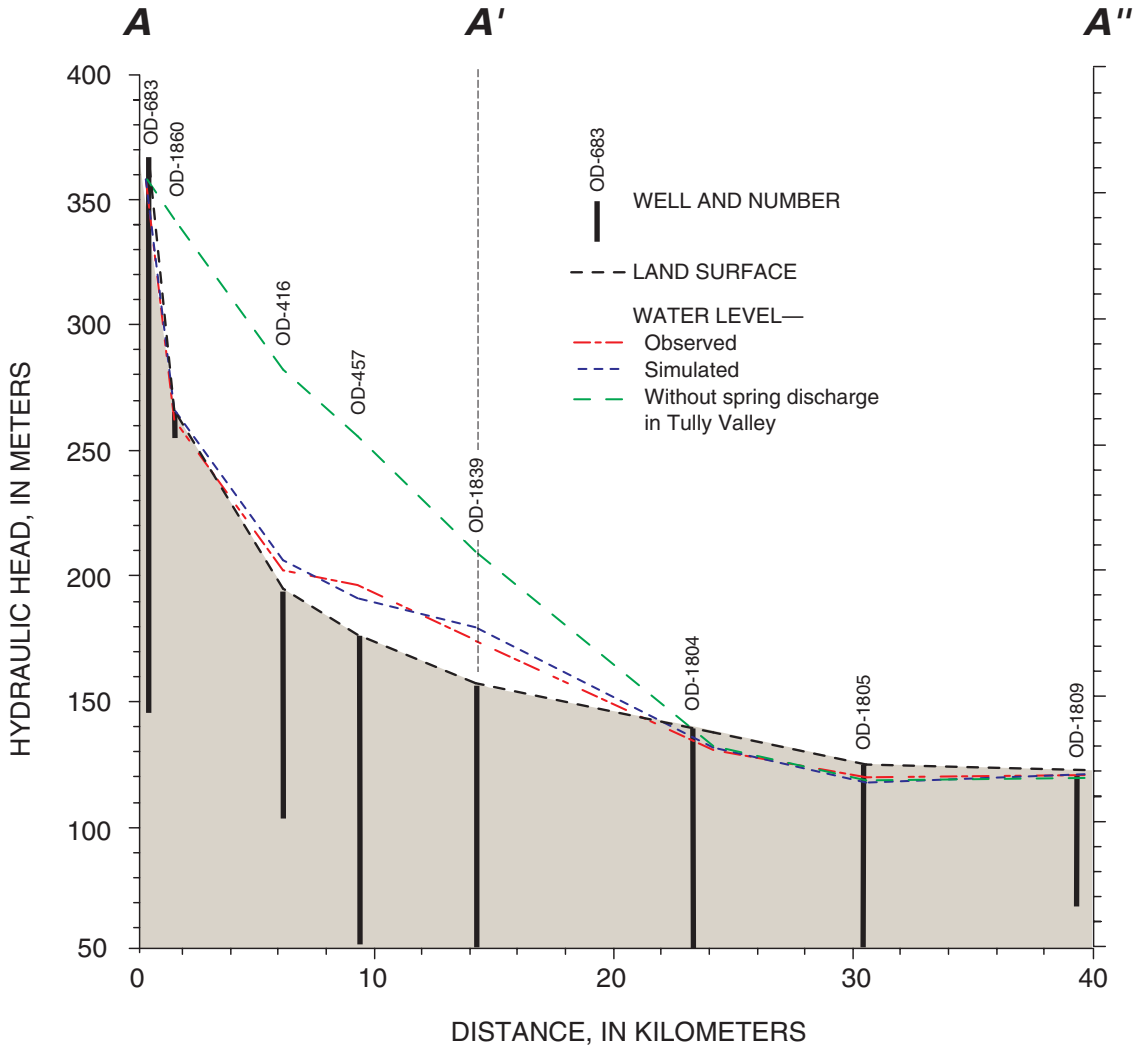 A A' A"
400
350
300
250
200
150
100
50
HYDRAULIC HEAD, IN METERS
OD-683
OD-1860
OD-416
OD-457
OD-1839
OD-1804
OD-1805
OD-1809
OD-683
WELL AND NUMBER
LAND SURFACE
WATER LEVEL—
Observed
Simulated
Without spring discharge
in Tully Valley
0 10 20 30 40
DISTANCE, IN KILOMETERS